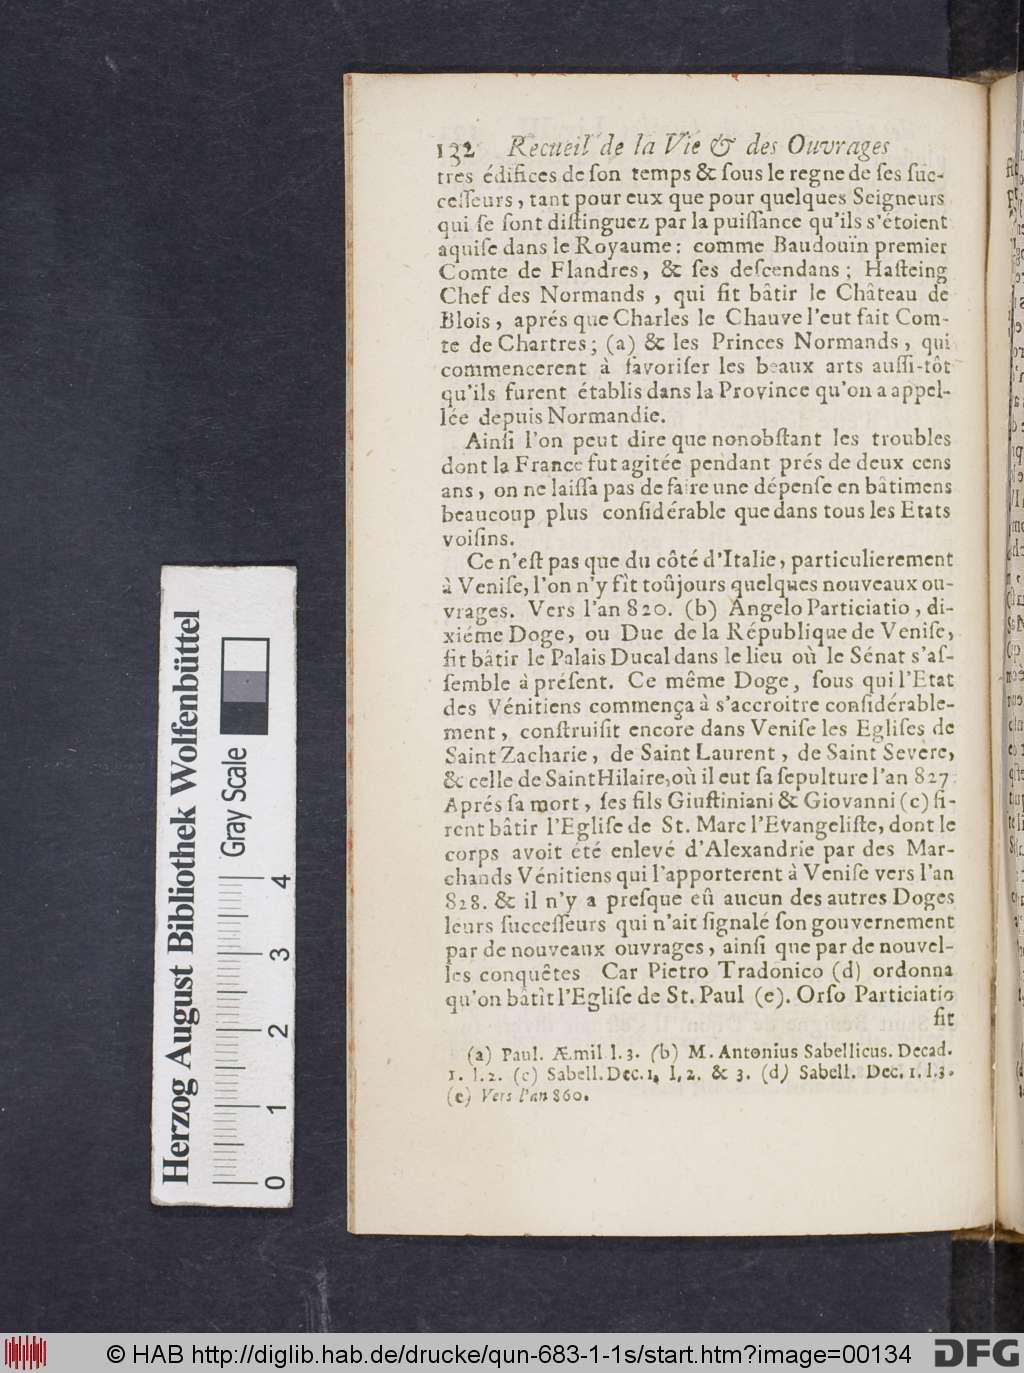 132 Recueil de la Vie & des Ouvrages
tres édifices de son temps & sous le regne de ses suc-
cesseurs, tant pour eux que pour quelques Seigneurs
qui se sont distinguez par la puissance qu'ils s'étoient
aquise dans le Royaume: comme Baudoüin premier
Comte de Flandres, & ses descendans; Hasteing
Chef des Normands, qui fit bâtir le Château de
Blois, aprés que Charles le Chauve l'eut fait Com-
te de Chartres; (a) & les Princes Normands, qui
commencerent à favoriser les beaux arts aussi-tôt
qu'ils furent établis dans la Province qu'on a appel-
lée depuis Normandie.
Ainsi l'on peut dire que nonobstant les troubles
dont la France fut agitée pendant prés de deux cens
ans, on ne laissa pas de faire une dépense en bâtimens
beaucoup plus considérable que dans tous les Etats
voisins.
Ce n'est pas que du côté d'Italie, particulierement
à Venise, l'on n'y fît toûjours quelques nouveaux ou-
vrages. Vers l'an 820. (b) Angelo Particiatio, di-
xiéme Doge, ou Duc de la République de Venise,
fit bâtir le Palais Ducal dans le lieu où le Sénat s'as-
semble à présent. Ce même Doge, sous qui l'Etat
des Vénitiens commença à s'accroitre considérable-
ment, construisit encore dans Venise les Eglises de
Saint Zacharie, de Saint Laurent, de Saint Severe,
& celle de Saint Hilaire, où il eut sa sepulture l'an 827.
Aprés sa mort, ses fils Giustiniani & Giovanni (c) fi-
rent bâtir l'Eglise de St. Marc l'Evangeliste, dont le
corps avoit été enlevé d'Alexandrie par des Mar-
chands Vénitiens qui l'apporterent à Venise vers l'an
828. & il n'y a presque eû aucun des autres Doges
leurs successeurs qui n'ait signalé son gouvernement
par de nouveaux ouvrages, ainsi que par de nouvel-
les conquêtes Car Pietro Tradonico (d) ordonna
qu'on bâtît l'Eglise de St. Paul (e). Orso Particiatio
fit
(a) Paul. Æmil l. 3. (b) M. Antonius Sabellicus. Decad.
1. l. 2. (c) Sabell. Dec. 1, l, 2. & 3. (d) Sabell. Dec. 1. l. 3.
(e) Vers l'an 860.
Herzog August Bibliothek Wolfenbüttel
Gray Scale
0 1 2 3 4
© HAB http://diglib.hab.de/drucke/qun-683-1-1s/start.htm?image=00134
DFG